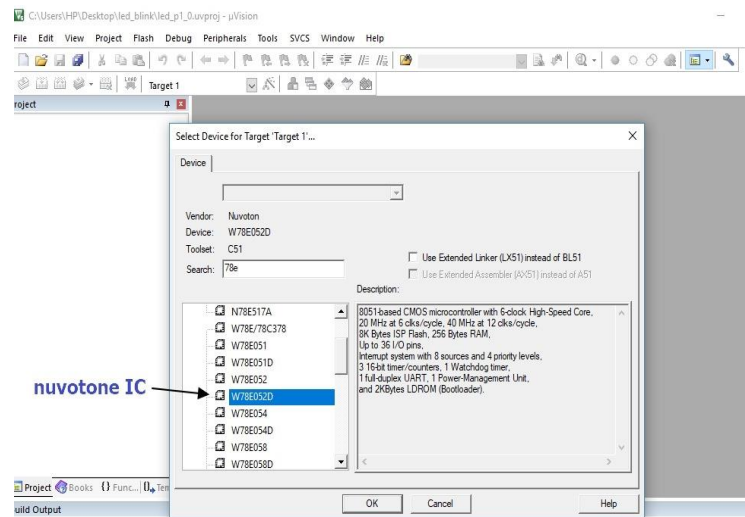 C:\Users\HP\Desktop\led_blink\led_p1_0.uvproj - µVision
File Edit View Project Flash Debug Peripherals Tools SVCS Window Help
Target 1
roject
Select Device for Target 'Target 1'...
Device
Vendor: Nuvoton
Device: W78E052D
Toolset: C51
Search: 78e
Use Extended Linker (LX51) instead of BL51
Use Extended Assembler (AX51) instead of A51
Description:
N78E517A
W78E/78C378
W78E051
W78E051D
W78E052
W78E052D
W78E054
W78E054D
W78E058
W78E058D
8051-based CMOS microcontroller with 6-clock High-Speed Core,
20 MHz at 6 clks/cycle, 40 MHz at 12 clks/cycle,
8K Bytes ISP Flash, 256 Bytes RAM,
Up to 36 I/O pins,
Interrupt system with 8 sources and 4 priority levels,
3 16-bit timer/counters, 1 Watchdog timer,
1 full-duplex UART, 1 Power-Management Unit,
and 2KBytes LDROM (Bootloader).
nuvotone IC
Project Books {} Func... 0 Ten
OK Cancel Help
uild Output